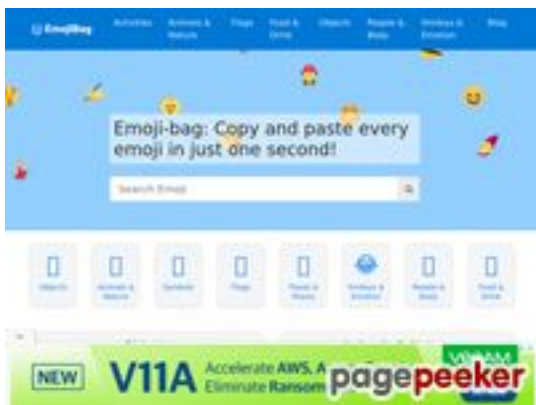 EmojiBag
Activities Animals & Nature Flags Food & Drink Objects People & Body Smileys & Emotion Blog
Emoji-bag: Copy and paste every
emoji in just one second!
Search Emoji
Objects Animals & Nature Symbols Flags Travel & Places Smileys & Emotion People & Body Food & Drink
NEW V11A Accelerate AWS, A
Eliminate Ransom
pagepeeker